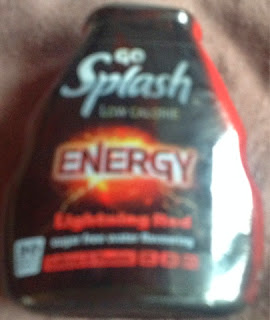 GO
Splash
LOW CALORIE
ENERGY
Lightning Red
sugar free water flavouring